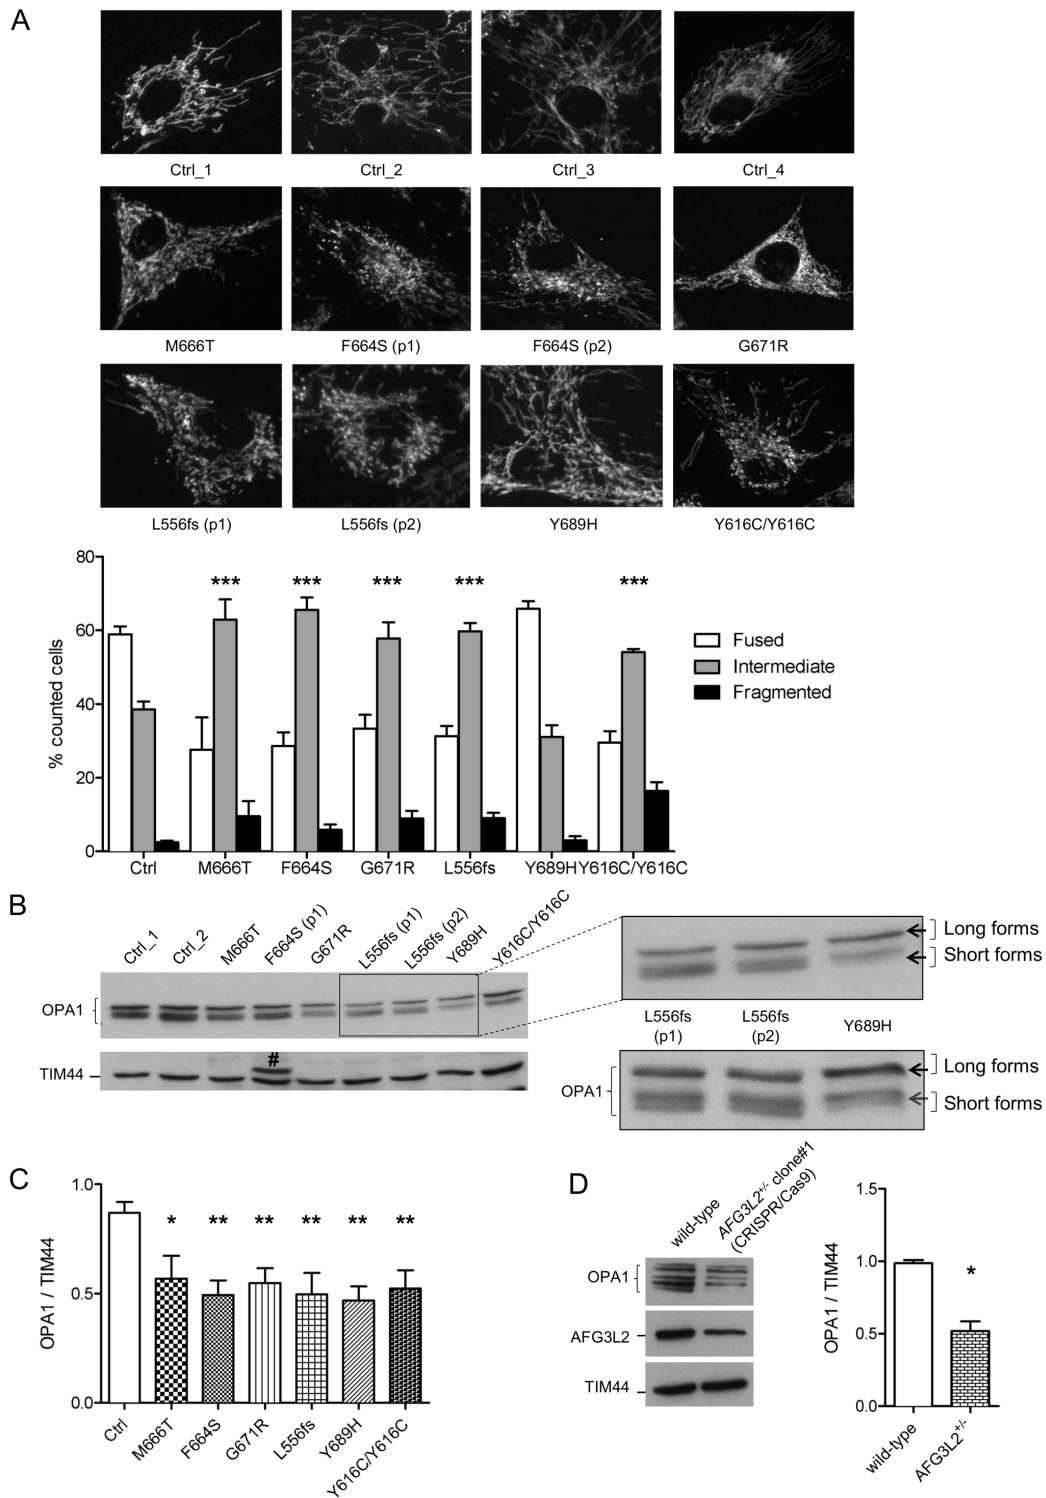 A
Ctrl_1 Ctrl_2 Ctrl_3 Ctrl_4
M666T F664S (p1) F664S (p2) G671R
L556fs (p1) L556fs (p2) Y689H Y616C/Y616C
% counted cells
80
60
40
20
0
*** *** *** *** ***
Fused
Intermediate
Fragmented
Ctrl M666T F664S G671R L556fs Y689H Y616C/Y616C
B
Ctrl_1 Ctrl_2 M666T F664S (p1) G671R L556fs (p1) L556fs (p2) Y689H Y616C/Y616C
OPA1
#
TIM44
Long forms
Short forms
L556fs (p1) L556fs (p2) Y689H
OPA1
Long forms
Short forms
C
OPA1 / TIM44
1.0
0.5
0.0
* ** ** ** ** **
Ctrl M666T F664S G671R L556fs Y689H Y616C/Y616C
D
wild-type
AFG3L2+/- clone#1
(CRISPR/Cas9)
OPA1
AFG3L2
TIM44
OPA1 / TIM44
1.5
1.0
0.5
0.0
*
wild-type AFG3L2+/-